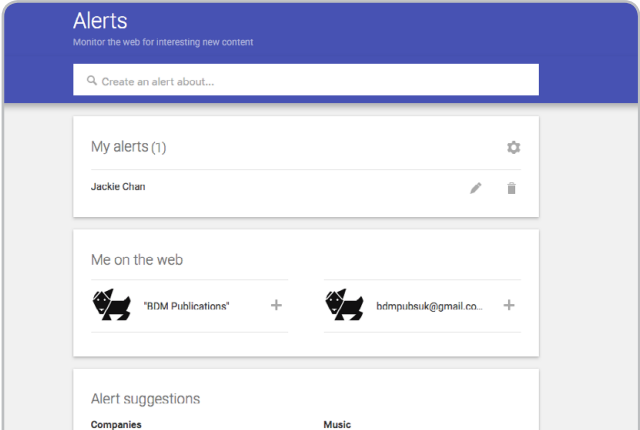 Alerts
Monitor the web for interesting new content
Create an alert about...
My alerts (1)
Jackie Chan
Me on the web
"BDM Publications"
bdmpubsuk@gmail.co...
Alert suggestions
Companies
Music